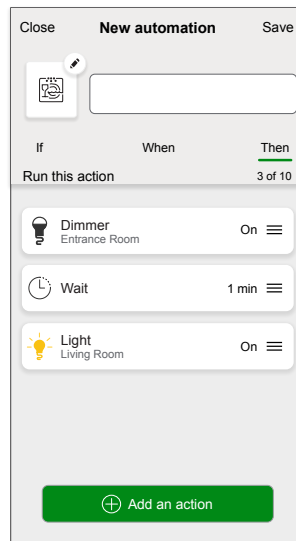 Close New automation Save
If When Then
Run this action 3 of 10
Dimmer On
Entrance Room
Wait 1 min
Light On
Living Room
Add an action